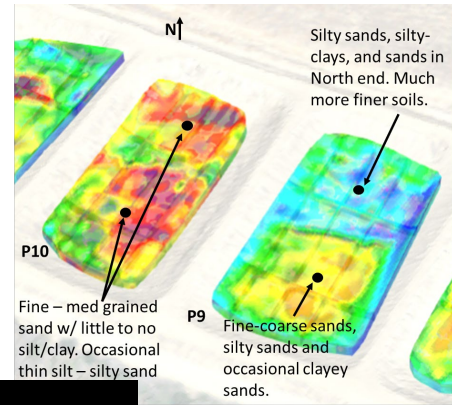 N
Silty sands, silty-
clays, and sands in
North end. Much
more finer soils.
P10
P9
Fine – med grained
sand w/ little to no
silt/clay. Occasional
thin silt – silty sand
Fine-coarse sands,
silty sands and
occasional clayey
sands.